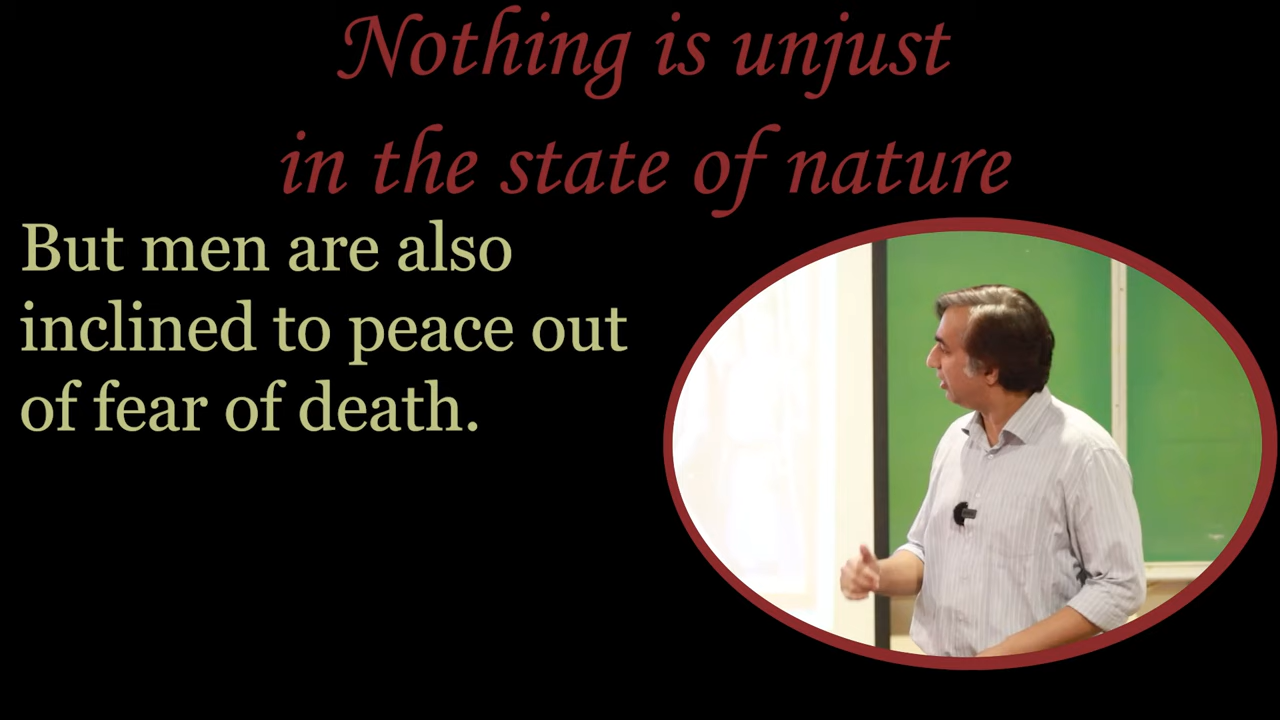 Nothing is unjust
in the state of nature
But men are also
inclined to peace out
of fear of death.